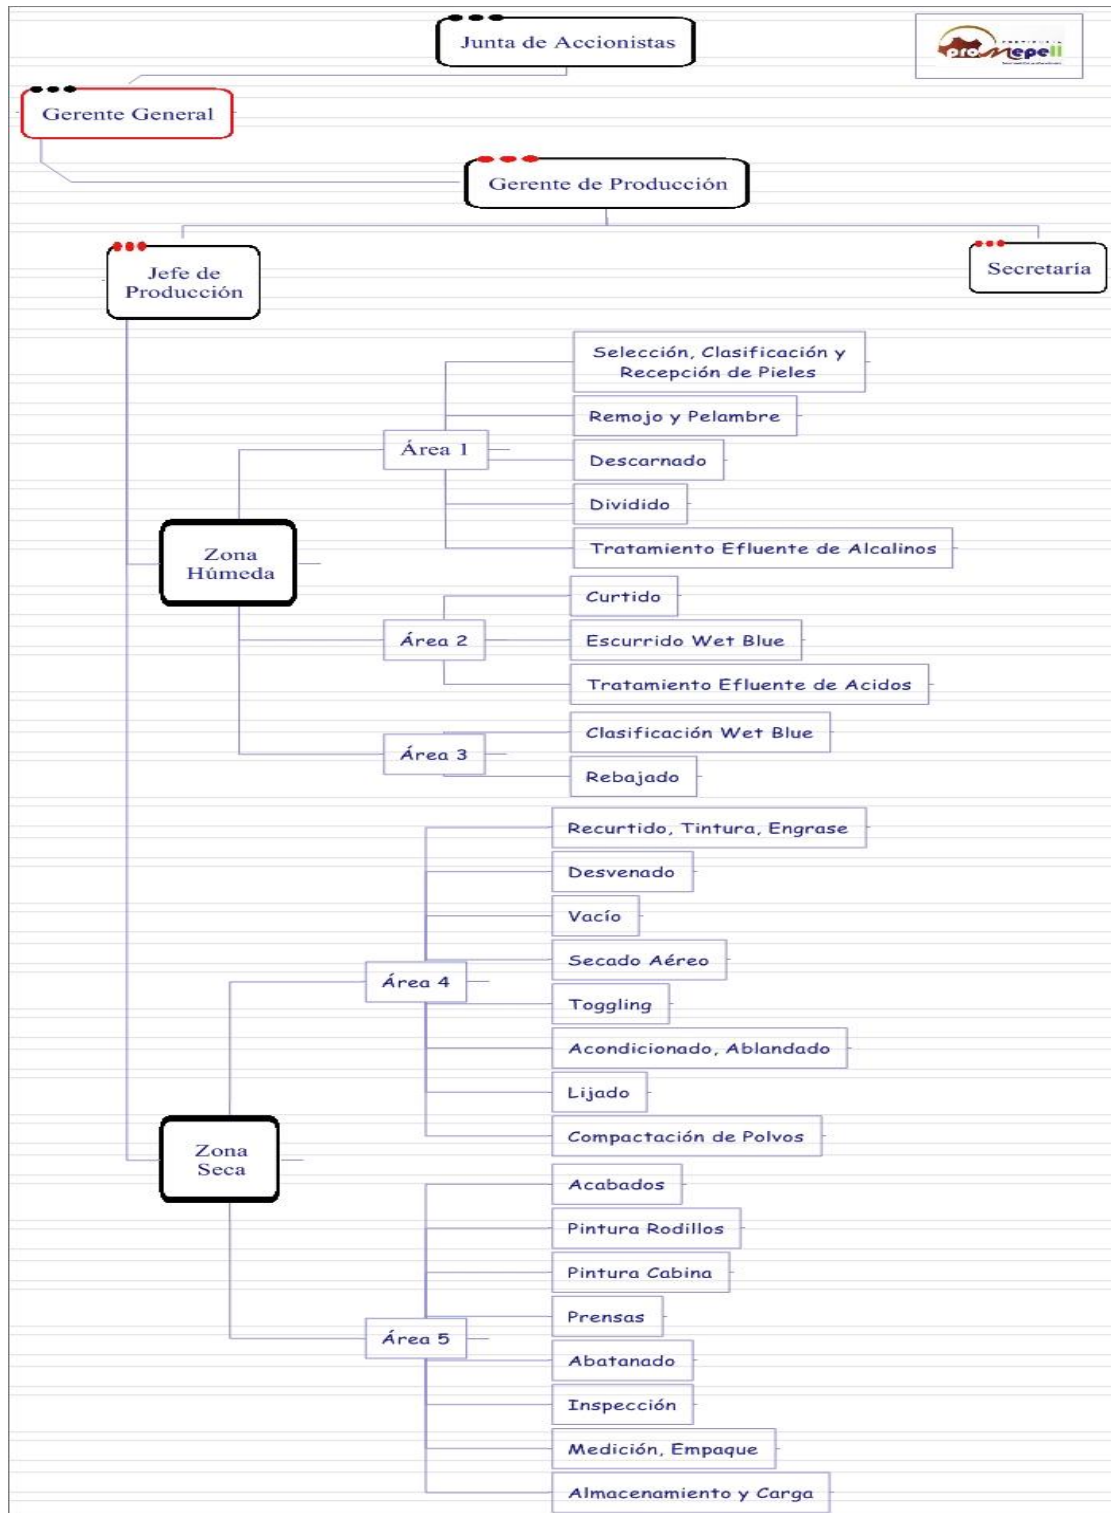 Junta de Accionistas
Gerente General
Gerente de Producción
Jefe de
Producción
Secretaría
Selección, Clasificación y
Recepción de Pieles
Remojo y Pelambre
Área 1
Descarnado
Dividido
Tratamiento Efluente de Alcalinos
Zona
Húmeda
Curtido
Área 2
Escurrido Wet Blue
Tratamiento Efluente de Acidos
Clasificación Wet Blue
Área 3
Rebajado
Recurtido, Tintura, Engrase
Desvenado
Vacío
Secado Aéreo
Área 4
Toggling
Acondicionado, Ablandado
Lijado
Compactación de Polvos
Zona
Seca
Acabados
Pintura Rodillos
Pintura Cabina
Prensas
Área 5
Abatanado
Inspección
Medición, Empaque
Almacenamiento y Carga